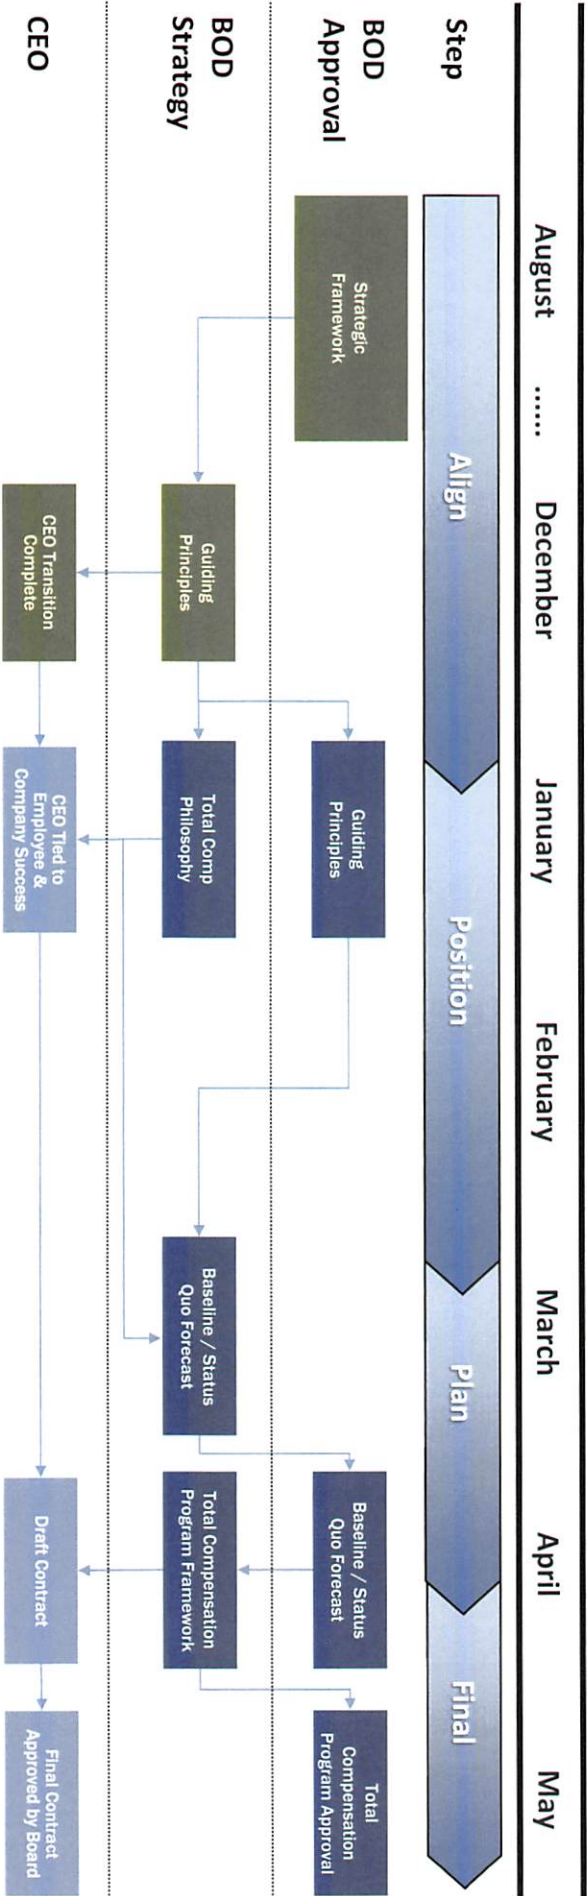 August ...... December January February March April May
Step
Align
Position
Plan
Final
BOD
Approval
Strategic
Framework
Guiding
Principles
Baseline / Status
Quo Forecast
Total
Compensation
Program Approval
BOD
Strategy
Guiding
Principles
Total Comp
Philosophy
Baseline / Status
Quo Forecast
Total Compensation
Program Framework
CEO
CEO Transition
Complete
CEO Tied to
Employee &
Company Success
Draft Contract
Final Contract
Approved by Board